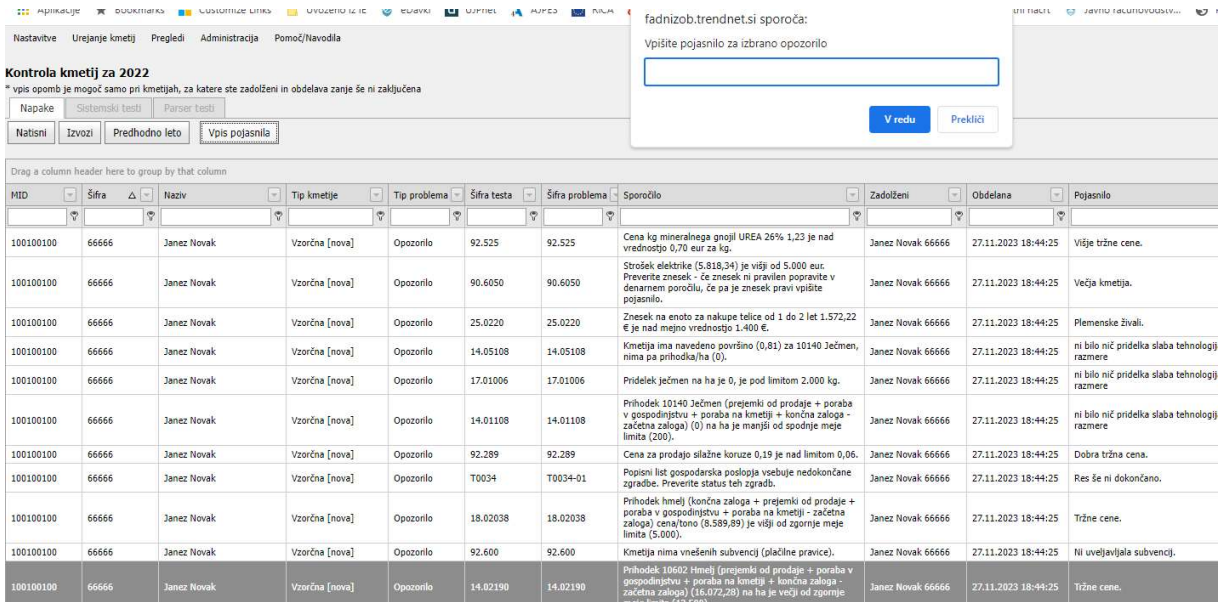 Aplikacije Bookmarks Customize Links Uvoženo iz IE eDavki UJPnet AJPES
Nastavitve Urejanje kmetij Pregledi Administracija Pomoč/Navodila
fadnizob.trendnet.si sporoča:
Vpišite pojasnilo za izbrano opozorilo
V redu Prekliči
Kontrola kmetij za 2022
* vpis opomb je mogoč samo pri kmetijah, za katere ste zadolženi in obdelava zanje še ni zaključena
Napake Sistemski testi Parser testi
Natisni Izvozi Predhodno leto Vpis pojasnila
Drag a column header here to group by that column
MID Šifra Naziv Tip kmetije Tip problema Šifra testa Šifra problema Sporočilo Zadolženi Obdelana Pojasnilo
100100100 66666 Janez Novak Vzorčna [nova] Opozorilo 92.525 92.525 Cena kg mineralnega gnojil UREA 26% 1,23 je nad
vrednostjo 0,70 eur za kg. Janez Novak 66666 27.11.2023 18:44:25 Višje tržne cene.
100100100 66666 Janez Novak Vzorčna [nova] Opozorilo 90.6050 90.6050 Strošek elektrike (5.818,34) je višji od 5.000 eur.
Preverite znesek - če znesek ni pravilen popravite v
denarnem poročilu, če pa je znesek pravi vpišite
pojasnilo. Janez Novak 66666 27.11.2023 18:44:25 Večja kmetija.
100100100 66666 Janez Novak Vzorčna [nova] Opozorilo 25.0220 25.0220 Znesek na enoto za nakupe telice od 1 do 2 let 1.572,22
€ je nad mejno vrednostjo 1.400 €. Janez Novak 66666 27.11.2023 18:44:25 Plemenske živali.
100100100 66666 Janez Novak Vzorčna [nova] Opozorilo 14.05108 14.05108 Kmetija ima navedeno površino (0,81) za 10140 Ječmen,
nima pa prihodka/ha (0). Janez Novak 66666 27.11.2023 18:44:25 ni bilo nič pridelka slaba tehnologij
razmere
100100100 66666 Janez Novak Vzorčna [nova] Opozorilo 17.01006 17.01006 Pridelek ječmen na ha je 0, je pod limitom 2.000 kg. Janez Novak 66666 27.11.2023 18:44:25 ni bilo nič pridelka slaba tehnologij
razmere
100100100 66666 Janez Novak Vzorčna [nova] Opozorilo 14.01108 14.01108 Prihodek 10140 Ječmen (prejemki od prodaje + poraba
v gospodinjstvu + poraba na kmetiji + končna zaloga -
začetna zaloga) (0) na ha je manjši od spodnje meje
limita (200). Janez Novak 66666 27.11.2023 18:44:25 ni bilo nič pridelka slaba tehnologij
razmere
100100100 66666 Janez Novak Vzorčna [nova] Opozorilo 92.289 92.289 Cena za prodajo silažne koruze 0,19 je nad limitom 0,06. Janez Novak 66666 27.11.2023 18:44:25 Dobra tržna cena.
100100100 66666 Janez Novak Vzorčna [nova] Opozorilo T0034 T0034-01 Popisni list gospodarska poslopja vsebuje nedokončane
zgradbe. Preverite status teh zgradb. Janez Novak 66666 27.11.2023 18:44:25 Res še ni dokončano.
100100100 66666 Janez Novak Vzorčna [nova] Opozorilo 18.02038 18.02038 Prihodek hmelj (končna zaloga + prejemki od prodaje +
poraba v gospodinjstvu + poraba na kmetiji - začetna
zaloga) cena/tono (8.589,89) je višji od zgornje meje
limita (5.000). Janez Novak 66666 27.11.2023 18:44:25 Tržne cene.
100100100 66666 Janez Novak Vzorčna [nova] Opozorilo 92.600 92.600 Kmetija nima vnešenih subvencij (plačilne pravice). Janez Novak 66666 27.11.2023 18:44:25 Ni uveljavljala subvencij.
100100100 66666 Janez Novak Vzorčna [nova] Opozorilo 14.02190 14.02190 Prihodek 10602 Hmelj (prejemki od prodaje + poraba v
gospodinjstvu + poraba na kmetiji + končna zaloga -
začetna zaloga) (16.072,28) na ha je večji od zgornje Janez Novak 66666 27.11.2023 18:44:25 Tržne cene.